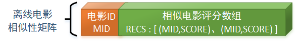 离线电影
相似性矩阵
电影ID
MID
相似电影评分数组
RECS:[(MID,SCORE), (MID,SCORE)]